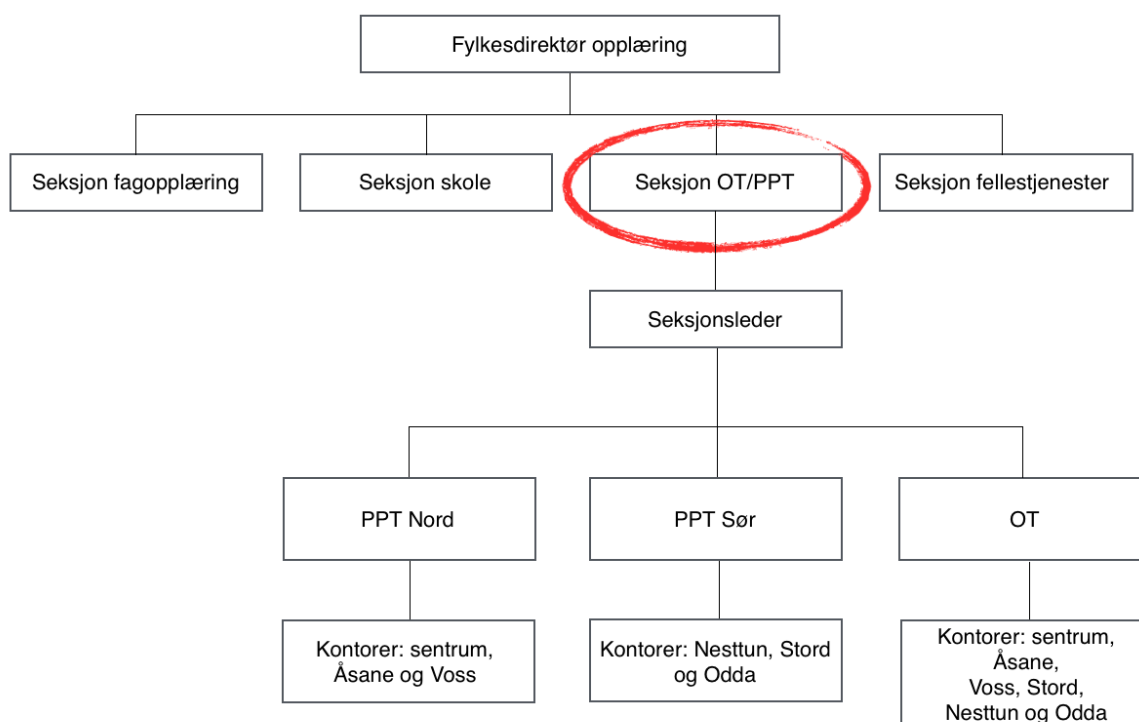 Fylkesdirektør opplæring
Seksjon fagopplæring
Seksjon skole
Seksjon OT/PPT
Seksjon fellestjenester
Seksjonsleder
PPT Nord
PPT Sør
OT
Kontorer: sentrum,
Åsane og Voss
Kontorer: Nesttun, Stord
og Odda
Kontorer: sentrum,
Åsane,
Voss, Stord,
Nesttun og Odda